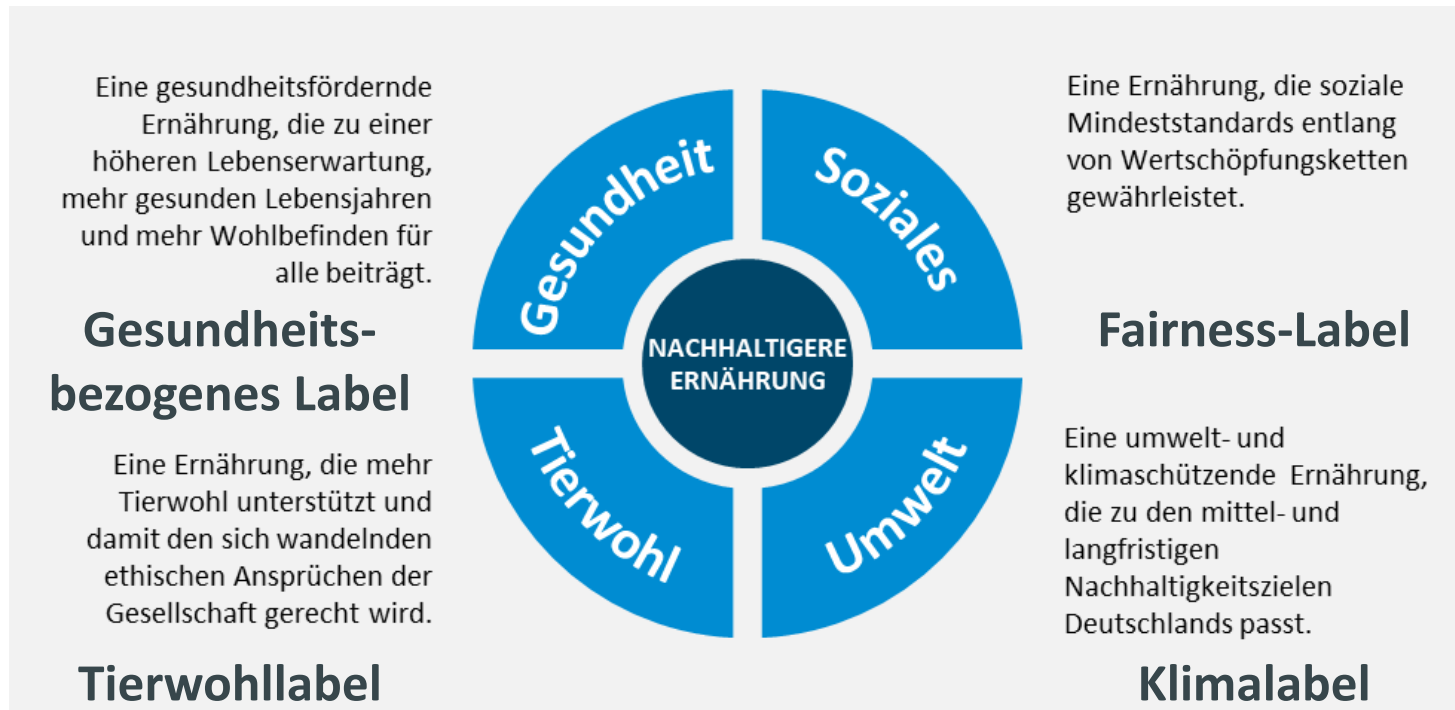 Eine gesundheitsfördernde
Ernährung, die zu einer
höheren Lebenserwartung,
mehr gesunden Lebensjahren
und mehr Wohlbefinden für
alle beiträgt.
Gesundheits-
bezogenes Label
Eine Ernährung, die mehr
Tierwohl unterstützt und
damit den sich wandelnden
ethischen Ansprüchen der
Gesellschaft gerecht wird.
Tierwohllabel
Gesundheit
Soziales
NACHHALTIGERE
ERNÄHRUNG
Tierwohl
Umwelt
Eine Ernährung, die soziale
Mindeststandards entlang
von Wertschöpfungsketten
gewährleistet.
Fairness-Label
Eine umwelt- und
klimaschützende Ernährung,
die zu den mittel- und
langfristigen
Nachhaltigkeitszielen
Deutschlands passt.
Klimalabel